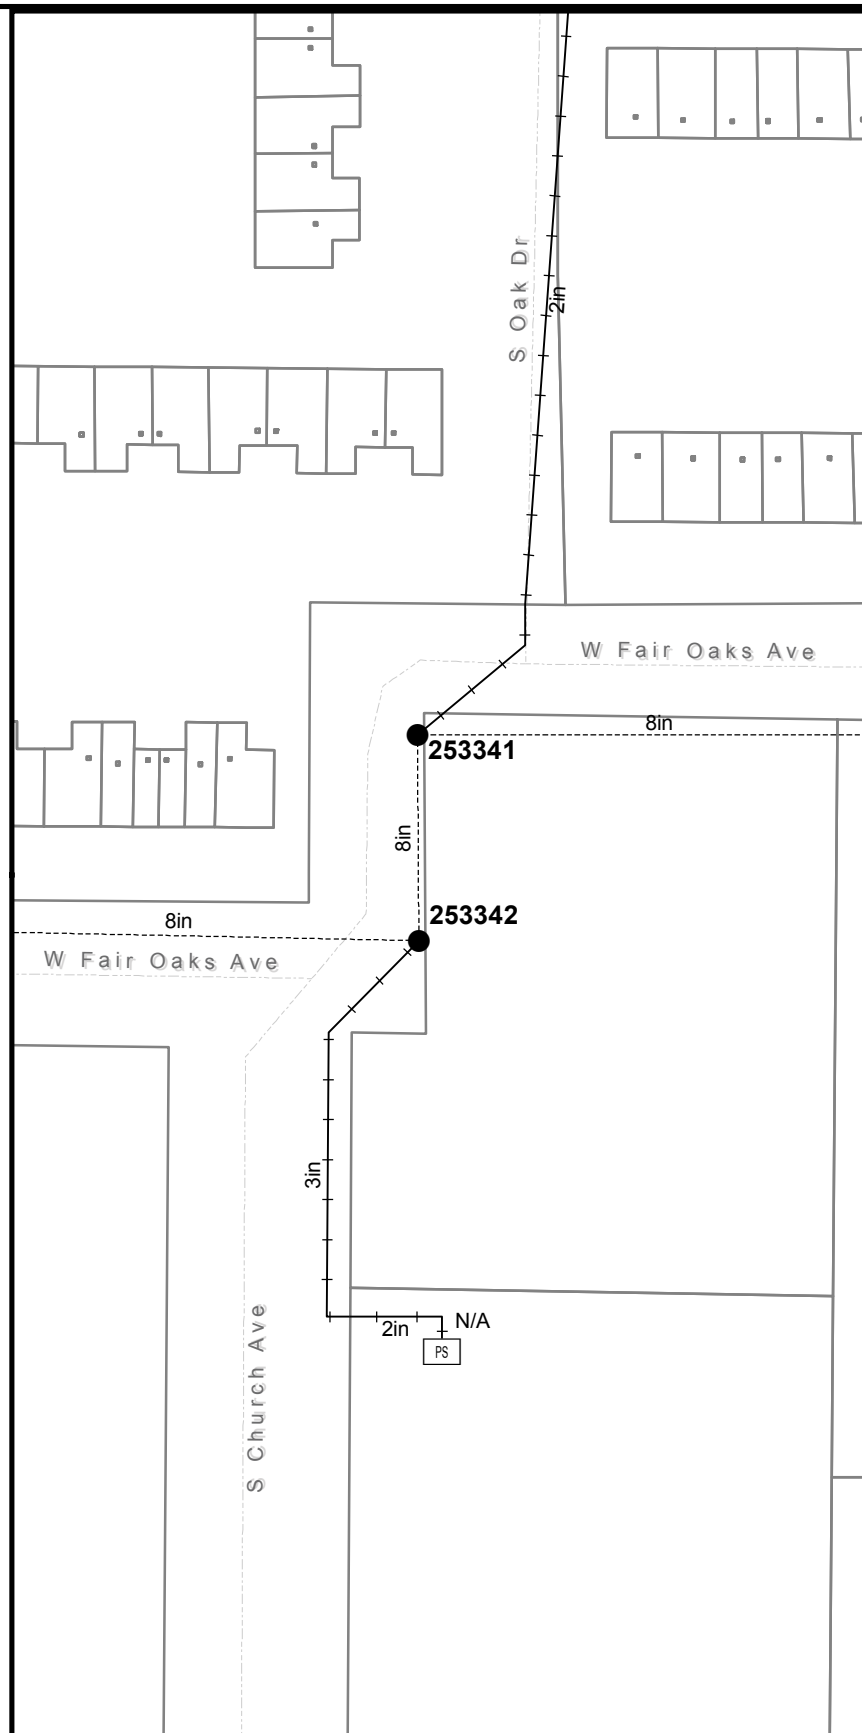 S Oak Dr
2in
W Fair Oaks Ave
8in
253341
8in
253342
8in
W Fair Oaks Ave
3in
S Church Ave
N/A
2in
PS